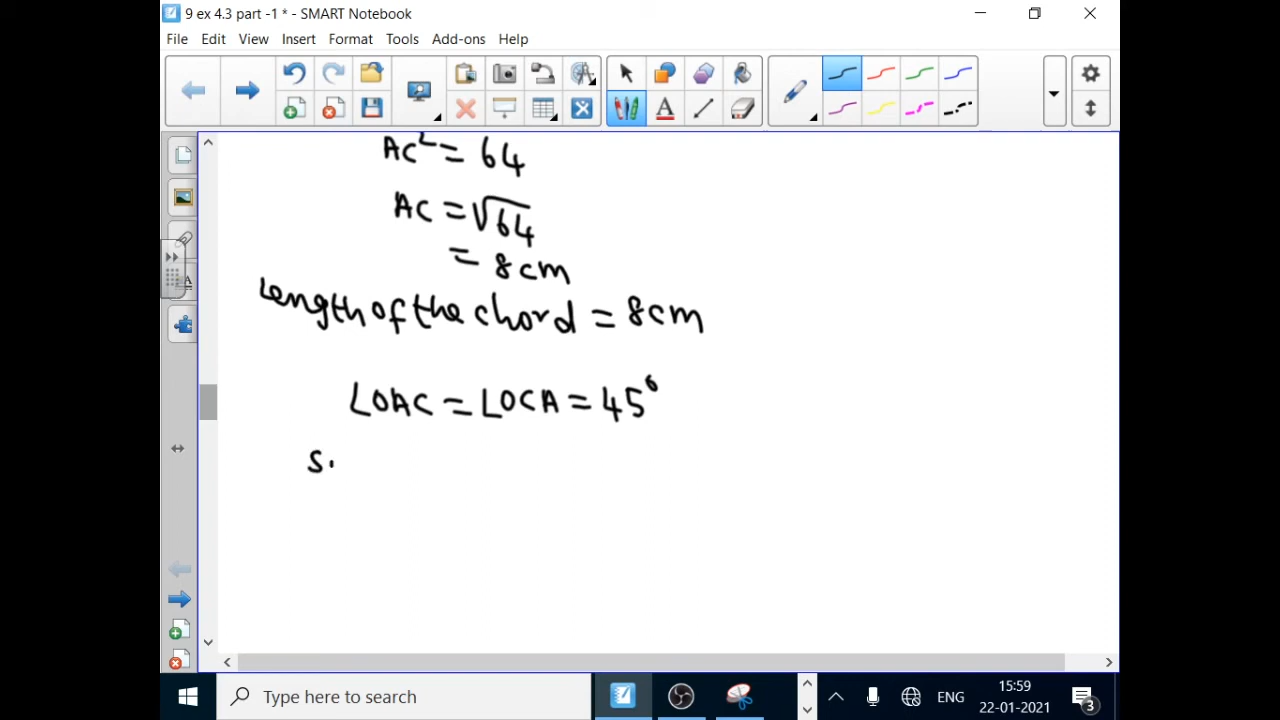 9 ex 4.3 part -1 * - SMART Notebook
File Edit View Insert Format Tools Add-ons Help
AC² = 64
AC = √64
= 8cm
Length of the chord = 8cm
∠OAC = ∠OCA = 45°
S.
Type here to search
ENG
15:59
22-01-2021
3